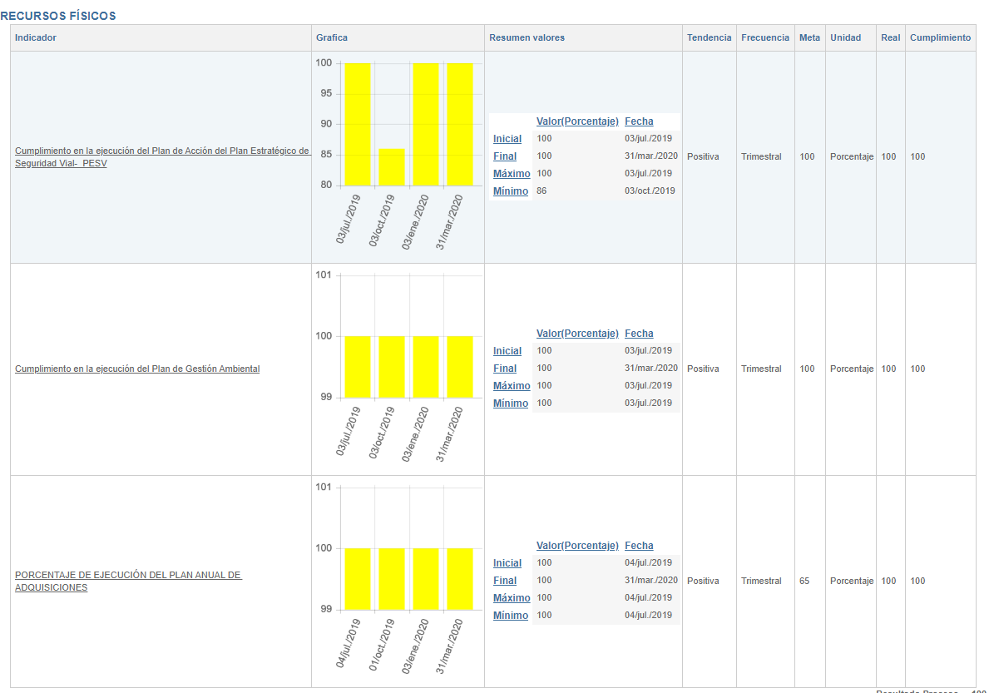 RECURSOS FÍSICOS
Indicador Grafica Resumen valores Tendencia Frecuencia Meta Unidad Real Cumplimiento
Cumplimiento en la ejecución del Plan de Acción del Plan Estratégico de
Seguridad Vial- PESV
100
95
90
85
80
03/jul./2019 03/oct./2019 03/ene./2020 31/mar./2020
Valor(Porcentaje) Fecha
Inicial 100 03/jul./2019
Final 100 31/mar./2020
Máximo 100 03/jul./2019
Mínimo 86 03/oct./2019
Positiva Trimestral 100 Porcentaje 100 100
Cumplimiento en la ejecución del Plan de Gestión Ambiental
101
100
99
03/jul./2019 03/oct./2019 03/ene./2020 31/mar./2020
Valor(Porcentaje) Fecha
Inicial 100 03/jul./2019
Final 100 31/mar./2020
Máximo 100 03/jul./2019
Mínimo 100 03/jul./2019
Positiva Trimestral 100 Porcentaje 100 100
PORCENTAJE DE EJECUCIÓN DEL PLAN ANUAL DE
ADQUISICIONES
101
100
99
04/jul./2019 01/oct./2019 03/ene./2020 31/mar./2020
Valor(Porcentaje) Fecha
Inicial 100 04/jul./2019
Final 100 31/mar./2020
Máximo 100 04/jul./2019
Mínimo 100 04/jul./2019
Positiva Trimestral 65 Porcentaje 100 100